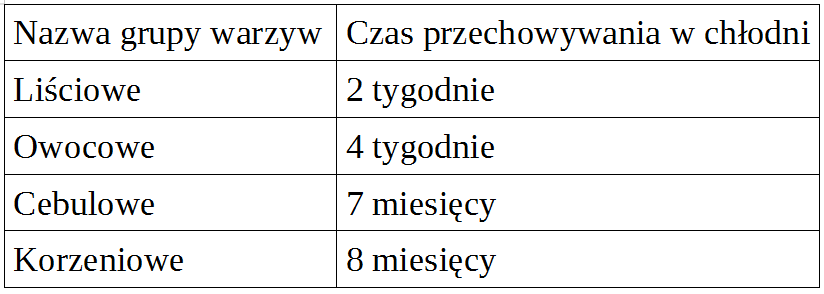 Nazwa grupy warzyw Czas przechowywania w chłodni
Liściowe 2 tygodnie
Owocowe 4 tygodnie
Cebulowe 7 miesięcy
Korzeniowe 8 miesięcy